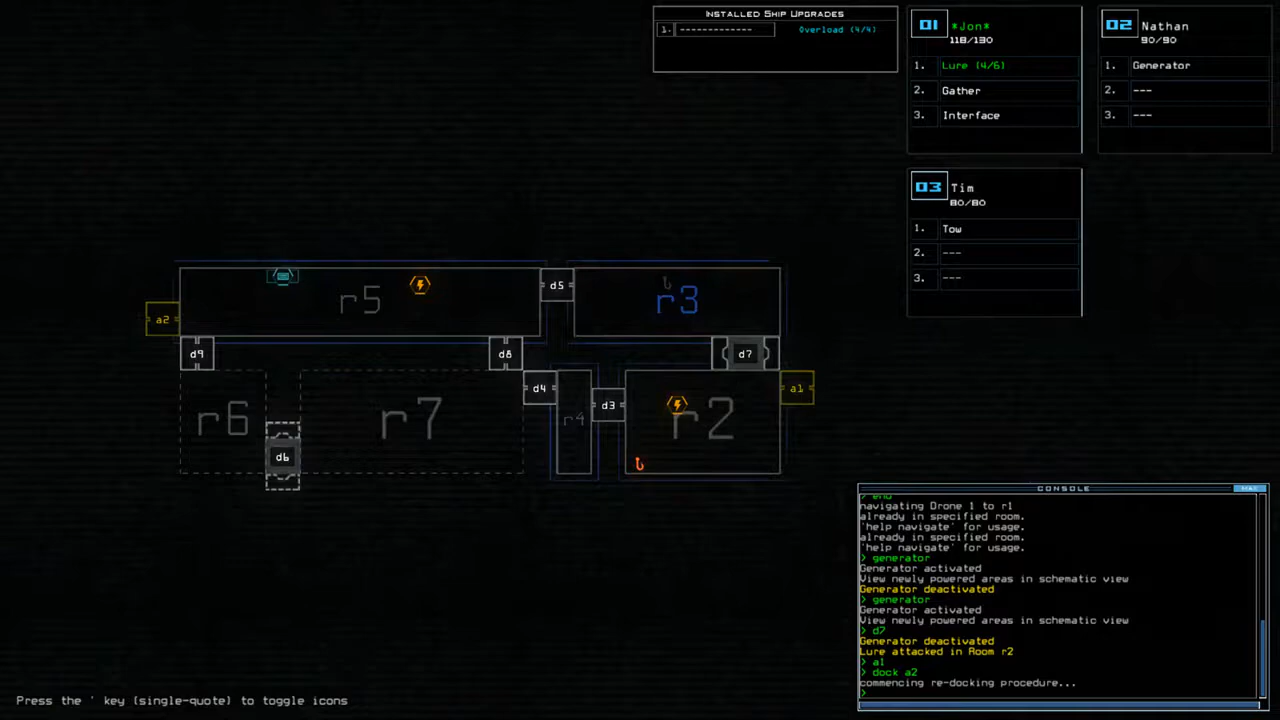 Installed Ship Upgrades
1. ------------- Overload (4/4)
01 *Jon*
118/130
1. Lure (4/6)
2. Gather
3. Interface
02 Nathan
90/90
1. Generator
2. ---
3. ---
03 Tim
80/80
1. Tow
2. ---
3. ---
r5
d5
r3
a2
d9
d8
d7
d4
r4
d3
r2
a1
r6
r7
d6
CONSOLE
> end
navigating Drone 1 to r1
already in specified room.
'help navigate' for usage.
already in specified room.
'help navigate' for usage.
> generator
Generator activated
View newly powered areas in schematic view
Generator deactivated
> generator
Generator activated
View newly powered areas in schematic view
> d7
Generator deactivated
Lure attacked in Room r2
> a1
> dock a2
commencing re-docking procedure...
>
Press the ' key (single-quote) to toggle icons